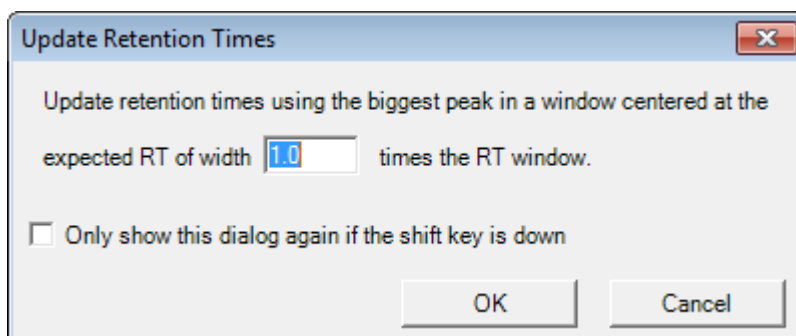 Update Retention Times
Update retention times using the biggest peak in a window centered at the
expected RT of width 1.0 times the RT window.
Only show this dialog again if the shift key is down
OK Cancel